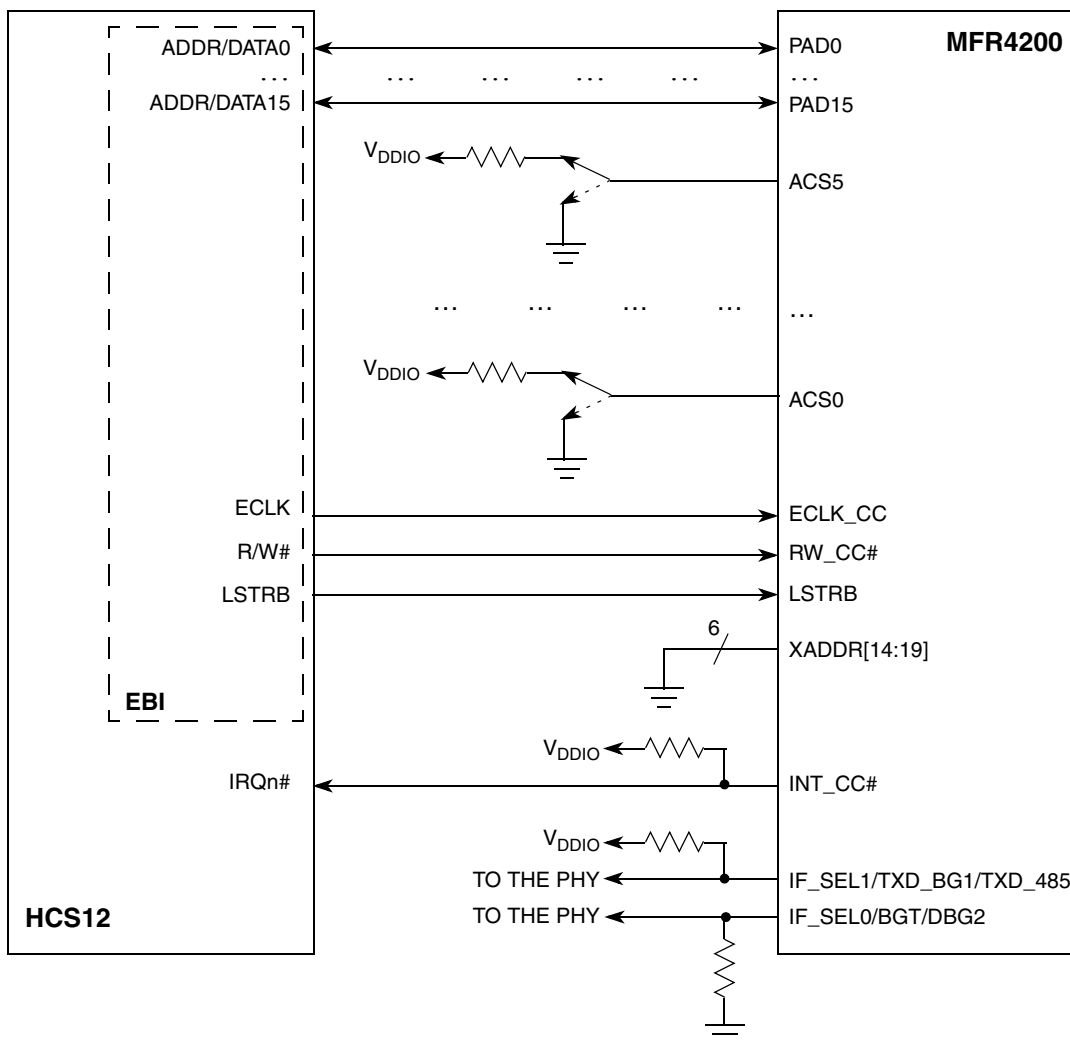 ADDR/DATA0 PAD0 MFR4200
... ... ... ... ... ...
ADDR/DATA15 PAD15
VDDIO
ACS5
... ... ... ... ...
VDDIO
ACS0
ECLK ECLK_CC
R/W# RW_CC#
LSTRB LSTRB
6
XADDR[14:19]
EBI
VDDIO
IRQn# INT_CC#
VDDIO
TO THE PHY IF_SEL1/TXD_BG1/TXD_485
HCS12 TO THE PHY IF_SEL0/BGT/DBG2